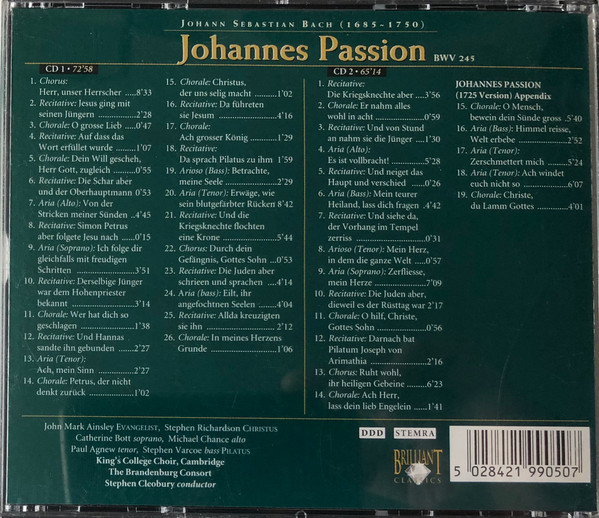 JOHANN SEBASTIAN BACH (1685-1750)
Johannes Passion BWV 245
CD 1 • 72'58
1. Chorus:
Herr, unser Herrscher ......8'33
2. Recitative: Jesus ging mit
seinen Jüngern ..................2'28
3. Chorale: O grosse Lieb .....0'47
4. Recitative: Auf das das
Wort erfüllet wurde ...........1'07
5. Chorale: Dein Will gescheh,
Herr Gott, zugleich ...........0'55
6. Recitative: Die Schar aber
und der Oberhauptmann 0'53
7. Aria (Alto): Von der
Stricken meiner Sünden ..4'45
8. Recitative: Simon Petrus
aber folgete Jesu nach ......0'15
9. Aria (Soprano): Ich folge dir
gleichfalls mit freudigen
Schritten ..........................3'51
10. Recitative: Derselbige Jünger
war dem Hohenpriester
bekannt ...........................3'14
11. Chorale: Wer hat dich so
geschlagen .......................1'38
12. Recitative: Und Hannas
sandte ihn gebunden .......2'27
13. Aria (Tenor):
Ach, mein Sinn ................2'27
14. Chorale: Petrus, der nicht
denkt zurück ...................1'02
15. Chorale: Christus,
der uns selig macht ..........1'02
16. Recitative: Da führeten
sie Jesum .........................4'16
17. Chorale:
Ach grosser König ............1'29
18. Recitative:
Da sprach Pilatus zu ihm 1'59
19. Arioso (Bass): Betrachte,
meine Seele .....................2'29
20. Aria (Tenor): Erwäge, wie
sein blutgefärbter Rücken 8'42
21. Recitative: Und die
Kriegsknechte flochten
eine Krone .......................5'44
22. Chorus: Durch dein
Gefängnis, Gottes Sohn ...0'53
23. Recitative: Die Juden aber
schrieen und sprachen ....4'14
24. Aria (bass): Eilt, ihr
angefochtnen Seelen .......4'04
25. Recitative: Allda kreuzigten
sie ihn ............................2'12
26. Chorale: In meines Herzens
Grunde ............................1'06
CD 2 • 65'14
1. Recitative:
Die Kriegsknechte aber ....3'56
2. Chorale: Er nahm alles
wohl in acht .....................0'59
3. Recitative: Und von Stund
an nahm sie die Jünger ....1'30
4. Aria (Alto):
Es ist vollbracht! ..............5'28
5. Recitative: Und neiget das
Haupt und verschied .......0'26
6. Aria (Bass): Mein teurer
Heiland, lass dich fragen ..4'42
7. Recitative: Und siehe da,
der Vorhang im Tempel
zerriss ..............................0'31
8. Arioso (Tenor): Mein Herz,
in dem die ganze Welt .....0'57
9. Aria (Soprano): Zerfliesse,
mein Herze ......................7'09
10. Recitative: Die Juden aber,
dieweil es der Rüsttag war 2'17
11. Chorale: O hilf, Christe,
Gottes Sohn .....................0'56
12. Recitative: Darnach bat
Pilatum Joseph von
Arimathia ........................2'16
13. Chorus: Ruht wohl,
ihr heiligen Gebeine ........6'23
14. Chorale: Ach Herr,
lass dein lieb Engelein .....1'41
JOHANNES PASSION
(1725 Version) Appendix
15. Chorale: O Mensch,
bewein dein Sünde gross .5'40
16. Aria (Bass): Himmel reisse,
Welt erbebe .....................2'52
17. Aria (Tenor):
Zerschmettert mich .........5'24
18. Aria (Tenor): Ach windet
euch nicht so ..................6'07
19. Chorale: Christe,
du Lamm Gottes .............4'01
John Mark Ainsley EVANGELIST, Stephen Richardson CHRISTUS
Catherine Bott soprano, Michael Chance alto
Paul Agnew tenor, Stephen Varcoe bass PILATUS
King's College Choir, Cambridge
The Brandenburg Consort
Stephen Cleobury conductor
DDD STEMRA
BRILLIANT
CLASSICS
5 028421 990507